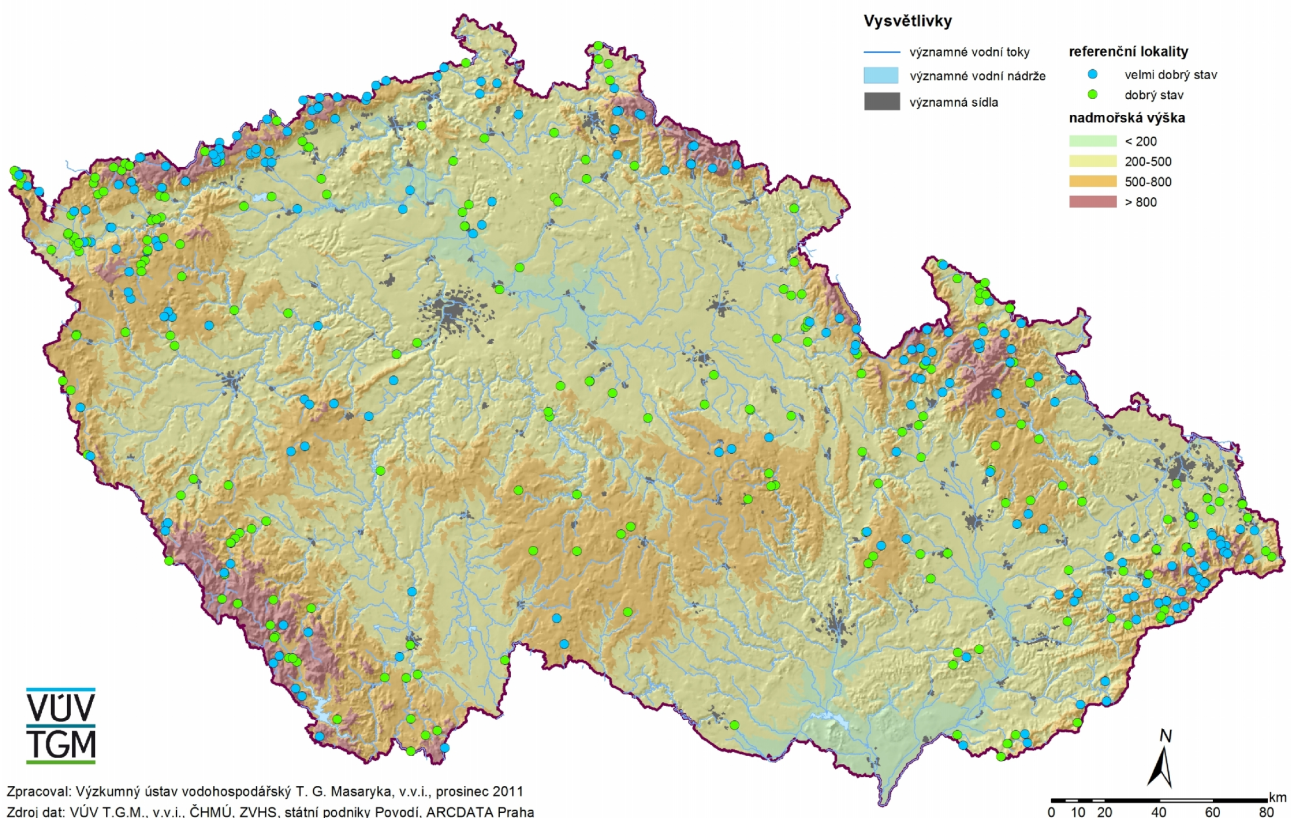 Vysvětlivky
významné vodní toky
významné vodní nádrže
významná sídla
referenční lokality
velmi dobrý stav
dobrý stav
nadmořská výška
< 200
200-500
500-800
> 800
VÚV
TGM
Zpracoval: Výzkumný ústav vodohospodářský T. G. Masaryka, v.v.i., prosinec 2011
Zdroj dat: VÚV T.G.M., v.v.i., ČHMÚ, ZVHS, státní podniky Povodí, ARCDATA Praha
N
km
0 10 20 40 60 80